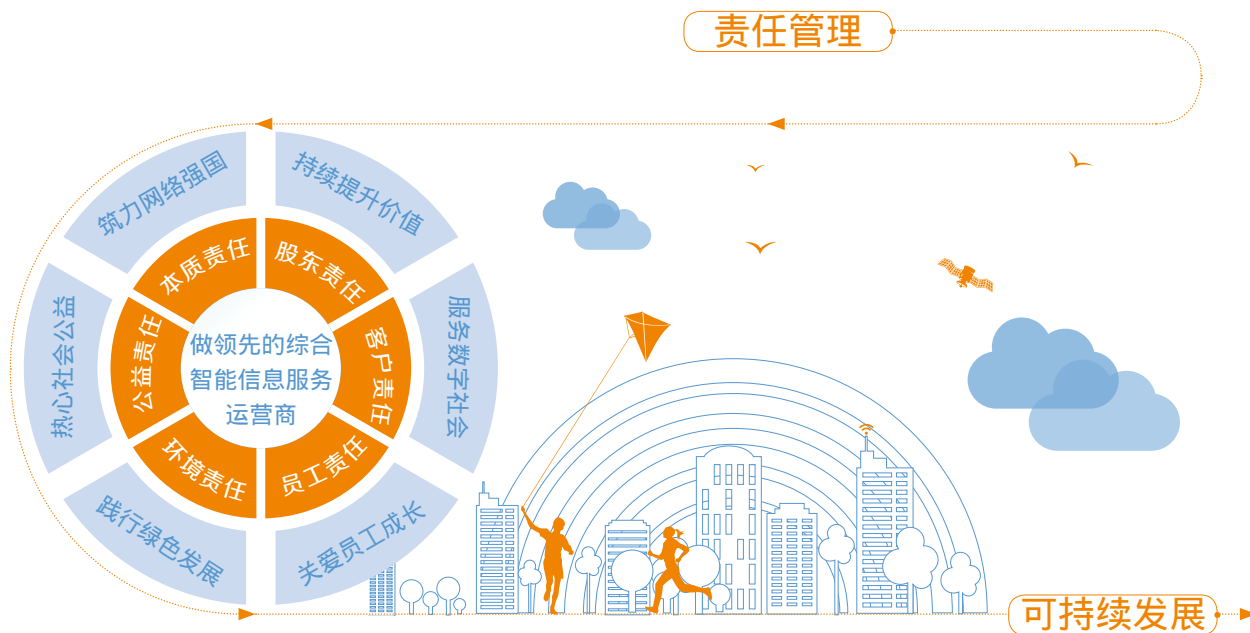 责任管理
筑力网络强国
持续提升价值
服务数字社会
关爱员工成长
践行绿色发展
热心社会公益
本质责任
股东责任
客户责任
员工责任
环境责任
公益责任
做领先的综合
智能信息服务
运营商
可持续发展